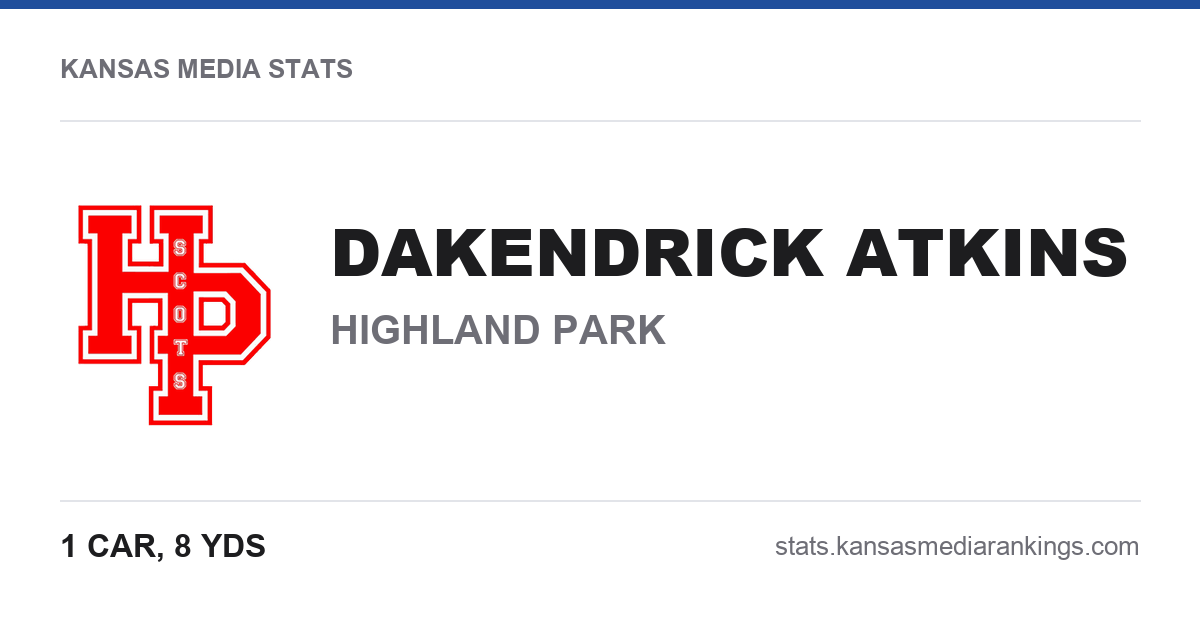 KANSAS MEDIA STATS
HP
SCOTS
DAKENDRICK ATKINS
HIGHLAND PARK
1 CAR, 8 YDS
stats.kansasmediarankings.com